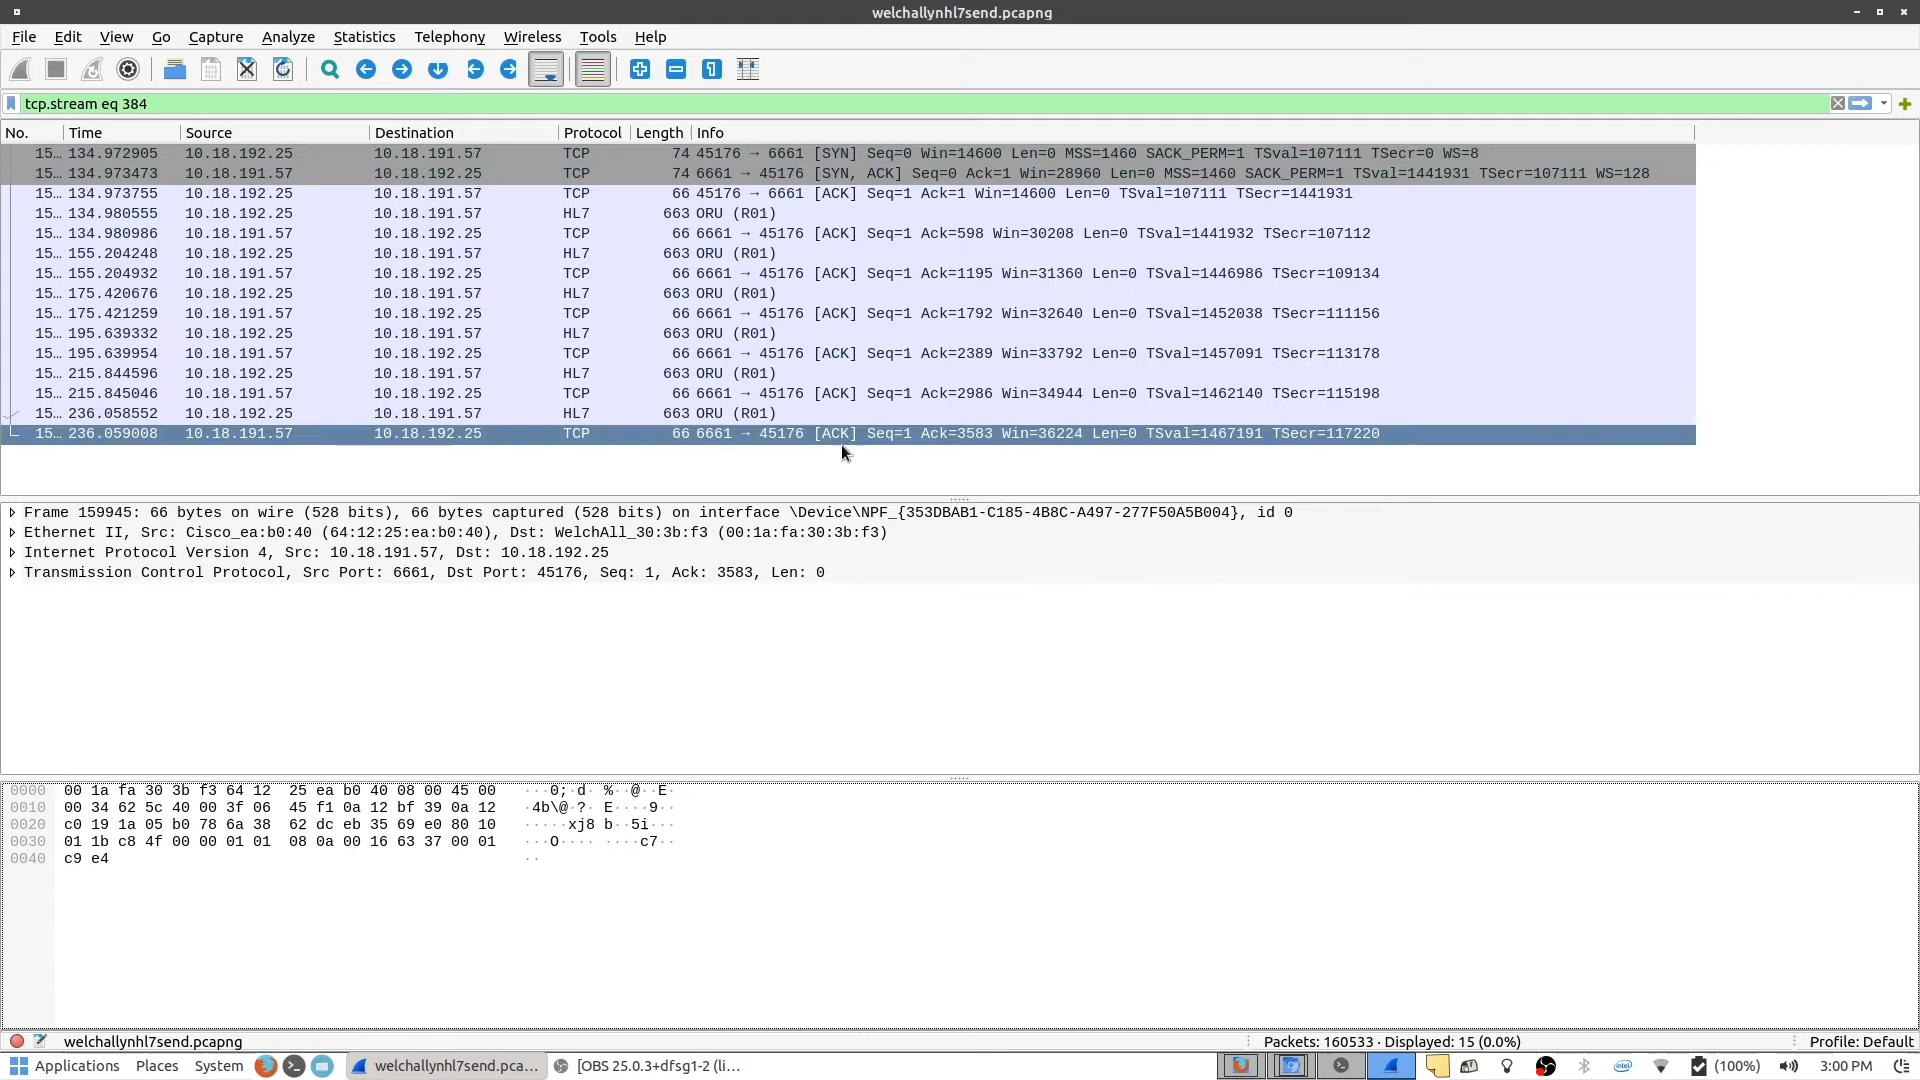 welchallynhl7send.pcapng
File Edit View Go Capture Analyze Statistics Telephony Wireless Tools Help
tcp.stream eq 384
No. Time Source Destination Protocol Length Info
15… 134.972905 10.18.192.25 10.18.191.57 TCP 74 45176 → 6661 [SYN] Seq=0 Win=14600 Len=0 MSS=1460 SACK_PERM=1 TSval=107111 TSecr=0 WS=8
15… 134.973473 10.18.191.57 10.18.192.25 TCP 74 6661 → 45176 [SYN, ACK] Seq=0 Ack=1 Win=28960 Len=0 MSS=1460 SACK_PERM=1 TSval=1441931 TSecr=107111 WS=128
15… 134.973755 10.18.192.25 10.18.191.57 TCP 66 45176 → 6661 [ACK] Seq=1 Ack=1 Win=14600 Len=0 TSval=107111 TSecr=1441931
15… 134.980555 10.18.192.25 10.18.191.57 HL7 663 ORU (R01)
15… 134.980986 10.18.191.57 10.18.192.25 TCP 66 6661 → 45176 [ACK] Seq=1 Ack=598 Win=30208 Len=0 TSval=1441932 TSecr=107112
15… 155.204248 10.18.192.25 10.18.191.57 HL7 663 ORU (R01)
15… 155.204932 10.18.191.57 10.18.192.25 TCP 66 6661 → 45176 [ACK] Seq=1 Ack=1195 Win=31360 Len=0 TSval=1446986 TSecr=109134
15… 175.420676 10.18.192.25 10.18.191.57 HL7 663 ORU (R01)
15… 175.421259 10.18.191.57 10.18.192.25 TCP 66 6661 → 45176 [ACK] Seq=1 Ack=1792 Win=32640 Len=0 TSval=1452038 TSecr=111156
15… 195.639332 10.18.192.25 10.18.191.57 HL7 663 ORU (R01)
15… 195.639954 10.18.191.57 10.18.192.25 TCP 66 6661 → 45176 [ACK] Seq=1 Ack=2389 Win=33792 Len=0 TSval=1457091 TSecr=113178
15… 215.844596 10.18.192.25 10.18.191.57 HL7 663 ORU (R01)
15… 215.845046 10.18.191.57 10.18.192.25 TCP 66 6661 → 45176 [ACK] Seq=1 Ack=2986 Win=34944 Len=0 TSval=1462140 TSecr=115198
15… 236.058552 10.18.192.25 10.18.191.57 HL7 663 ORU (R01)
15… 236.059008 10.18.191.57 10.18.192.25 TCP 66 6661 → 45176 [ACK] Seq=1 Ack=3583 Win=36224 Len=0 TSval=1467191 TSecr=117220
Frame 159945: 66 bytes on wire (528 bits), 66 bytes captured (528 bits) on interface \Device\NPF_{353DBAB1-C185-4B8C-A497-277F50A5B004}, id 0
Ethernet II, Src: Cisco_ea:b0:40 (64:12:25:ea:b0:40), Dst: WelchAll_30:3b:f3 (00:1a:fa:30:3b:f3)
Internet Protocol Version 4, Src: 10.18.191.57, Dst: 10.18.192.25
Transmission Control Protocol, Src Port: 6661, Dst Port: 45176, Seq: 1, Ack: 3583, Len: 0
0000 00 1a fa 30 3b f3 64 12 25 ea b0 40 08 00 45 00 ···0;·d· %··@··E·
0010 00 34 62 5c 40 00 3f 06 45 f1 0a 12 bf 39 0a 12 ·4b\@·?· E····9··
0020 c0 19 1a 05 b0 78 6a 38 62 dc eb 35 69 e0 80 10 ·····xj8 b··5i···
0030 01 1b c8 4f 00 00 01 01 08 0a 00 16 63 37 00 01 ···O···· ····c7··
0040 c9 e4 ··
welchallynhl7send.pcapng Packets: 160533 · Displayed: 15 (0.0%) Profile: Default
Applications Places System welchallynhl7send.pca… [OBS 25.0.3+dfsg1-2 (li… (100%) 3:00 PM